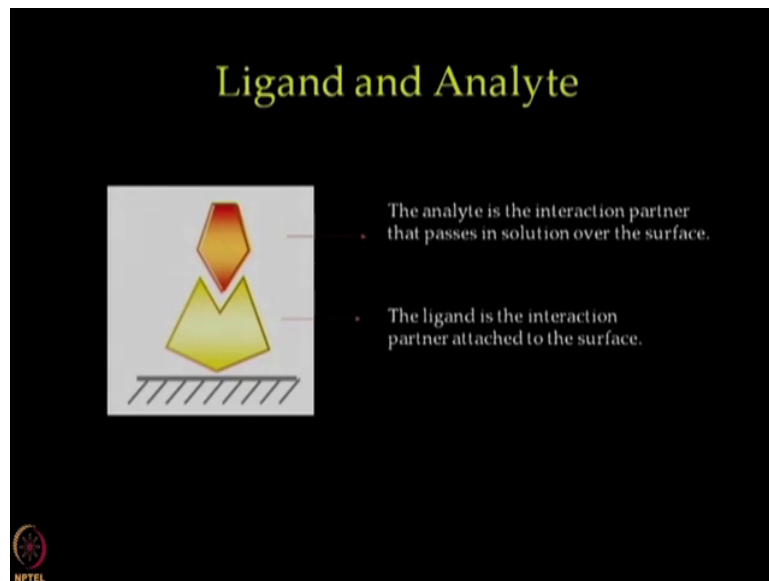 Ligand and Analyte
The analyte is the interaction partner
that passes in solution over the surface.
The ligand is the interaction
partner attached to the surface.
NPTEL